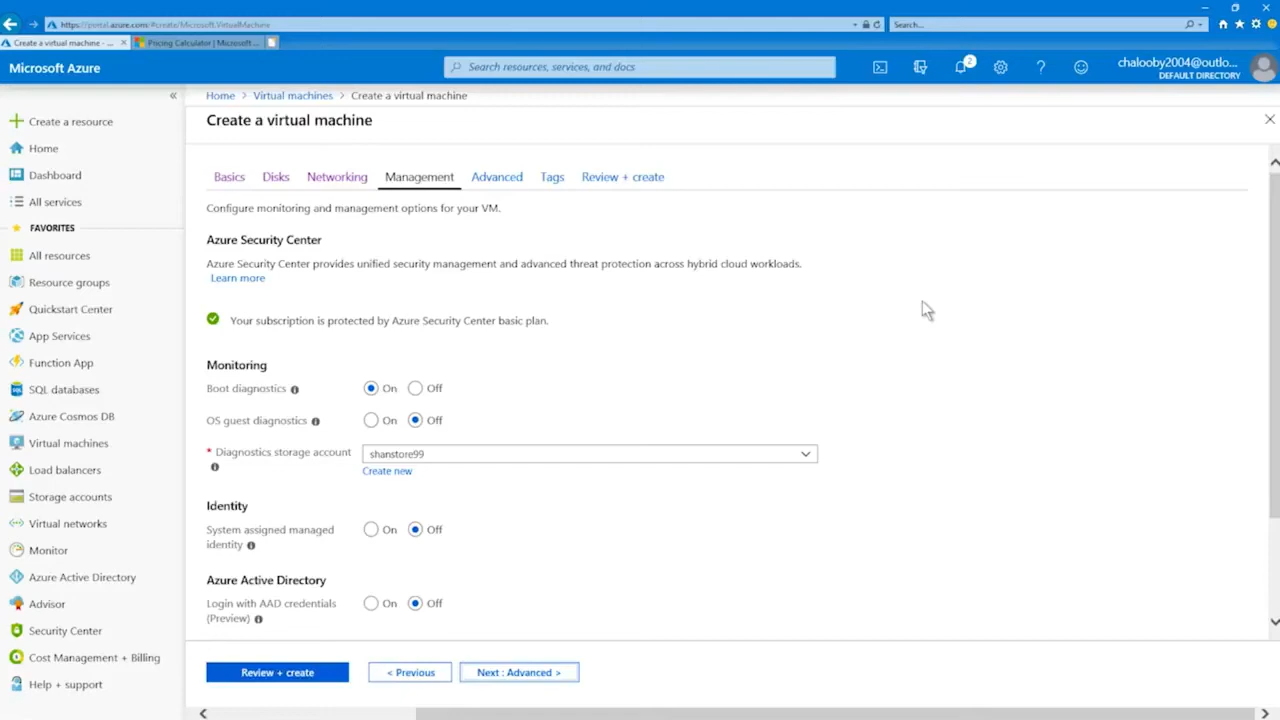 https://portal.azure.com/#create/Microsoft.VirtualMachine
Search...
Create a virtual machine - ...
Pricing Calculator | Microsoft...
Microsoft Azure
Search resources, services, and docs
2
chalooby2004@outlo...
DEFAULT DIRECTORY
Home > Virtual machines > Create a virtual machine
Create a virtual machine
Create a resource
Home
Dashboard
All services
FAVORITES
All resources
Resource groups
Quickstart Center
App Services
Function App
SQL databases
Azure Cosmos DB
Virtual machines
Load balancers
Storage accounts
Virtual networks
Monitor
Azure Active Directory
Advisor
Security Center
Cost Management + Billing
Help + support
Basics Disks Networking Management Advanced Tags Review + create
Configure monitoring and management options for your VM.
Azure Security Center
Azure Security Center provides unified security management and advanced threat protection across hybrid cloud workloads.
Learn more
Your subscription is protected by Azure Security Center basic plan.
Monitoring
Boot diagnostics On Off
OS guest diagnostics On Off
* Diagnostics storage account shanstore99
Create new
Identity
System assigned managed
identity On Off
Azure Active Directory
Login with AAD credentials
(Preview) On Off
Review + create < Previous Next : Advanced >